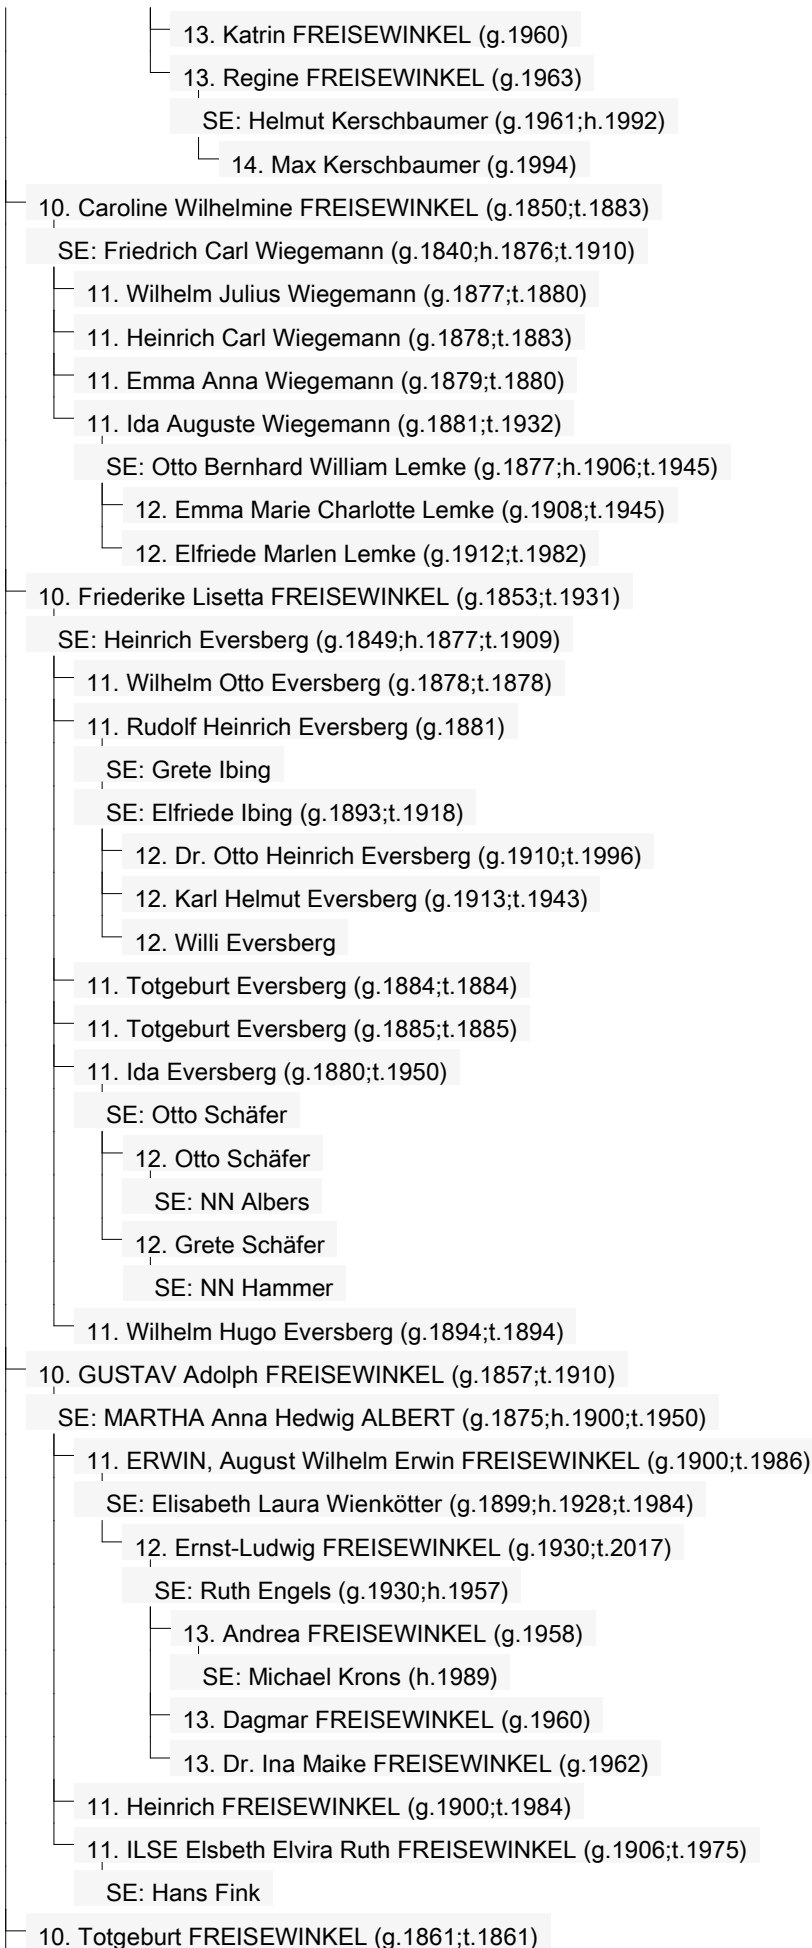 13. Katrin FREISEWINKEL (g.1960)
13. Regine FREISEWINKEL (g.1963)
SE: Helmut Kerschbaumer (g.1961;h.1992)
14. Max Kerschbaumer (g.1994)
10. Caroline Wilhelmine FREISEWINKEL (g.1850;t.1883)
SE: Friedrich Carl Wiegemann (g.1840;h.1876;t.1910)
11. Wilhelm Julius Wiegemann (g.1877;t.1880)
11. Heinrich Carl Wiegemann (g.1878;t.1883)
11. Emma Anna Wiegemann (g.1879;t.1880)
11. Ida Auguste Wiegemann (g.1881;t.1932)
SE: Otto Bernhard William Lemke (g.1877;h.1906;t.1945)
12. Emma Marie Charlotte Lemke (g.1908;t.1945)
12. Elfriede Marlen Lemke (g.1912;t.1982)
10. Friederike Lisetta FREISEWINKEL (g.1853;t.1931)
SE: Heinrich Eversberg (g.1849;h.1877;t.1909)
11. Wilhelm Otto Eversberg (g.1878;t.1878)
11. Rudolf Heinrich Eversberg (g.1881)
SE: Grete Ibing
SE: Elfriede Ibing (g.1893;t.1918)
12. Dr. Otto Heinrich Eversberg (g.1910;t.1996)
12. Karl Helmut Eversberg (g.1913;t.1943)
12. Willi Eversberg
11. Totgeburt Eversberg (g.1884;t.1884)
11. Totgeburt Eversberg (g.1885;t.1885)
11. Ida Eversberg (g.1880;t.1950)
SE: Otto Schäfer
12. Otto Schäfer
SE: NN Albers
12. Grete Schäfer
SE: NN Hammer
11. Wilhelm Hugo Eversberg (g.1894;t.1894)
10. GUSTAV Adolph FREISEWINKEL (g.1857;t.1910)
SE: MARTHA Anna Hedwig ALBERT (g.1875;h.1900;t.1950)
11. ERWIN, August Wilhelm Erwin FREISEWINKEL (g.1900;t.1986)
SE: Elisabeth Laura Wienkötter (g.1899;h.1928;t.1984)
12. Ernst-Ludwig FREISEWINKEL (g.1930;t.2017)
SE: Ruth Engels (g.1930;h.1957)
13. Andrea FREISEWINKEL (g.1958)
SE: Michael Krons (h.1989)
13. Dagmar FREISEWINKEL (g.1960)
13. Dr. Ina Maike FREISEWINKEL (g.1962)
11. Heinrich FREISEWINKEL (g.1900;t.1984)
11. ILSE Elsbeth Elvira Ruth FREISEWINKEL (g.1906;t.1975)
SE: Hans Fink
10. Totgeburt FREISEWINKEL (g.1861;t.1861)